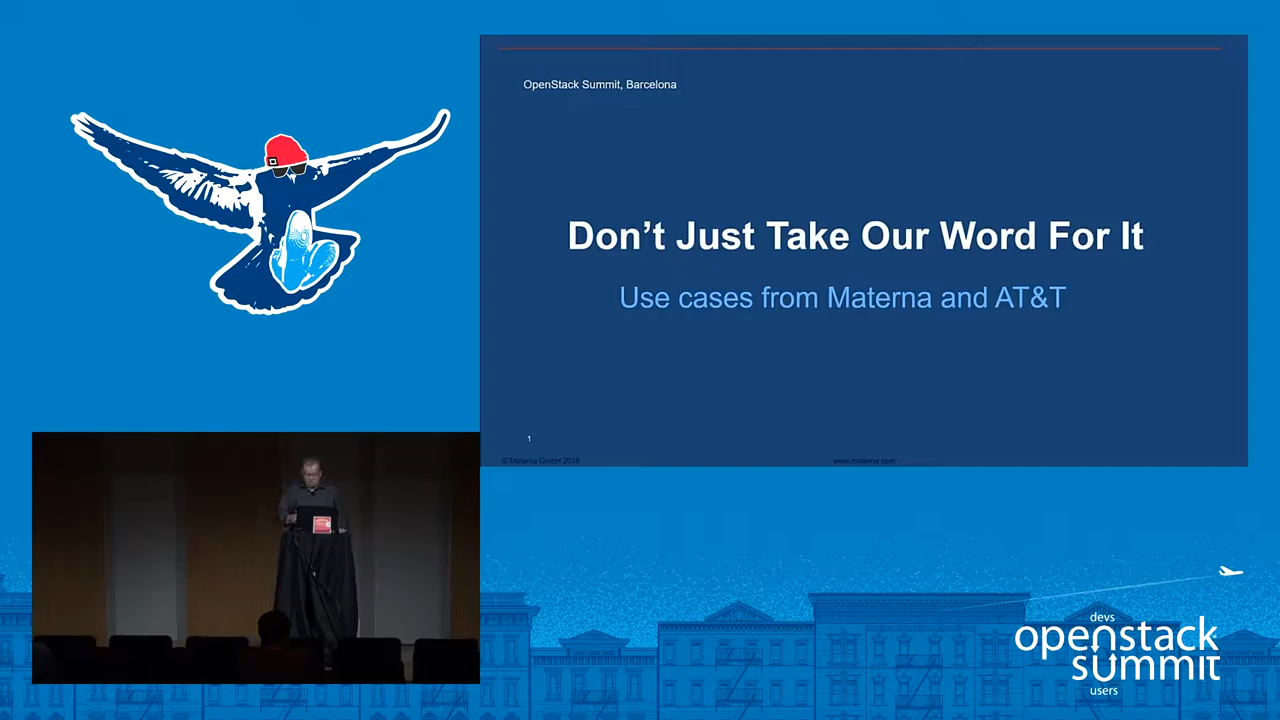 OpenStack Summit, Barcelona
Don't Just Take Our Word For It
Use cases from Materna and AT&T
1
© Materna GmbH 2016
www.materna.com
devs
openstack
summit
users